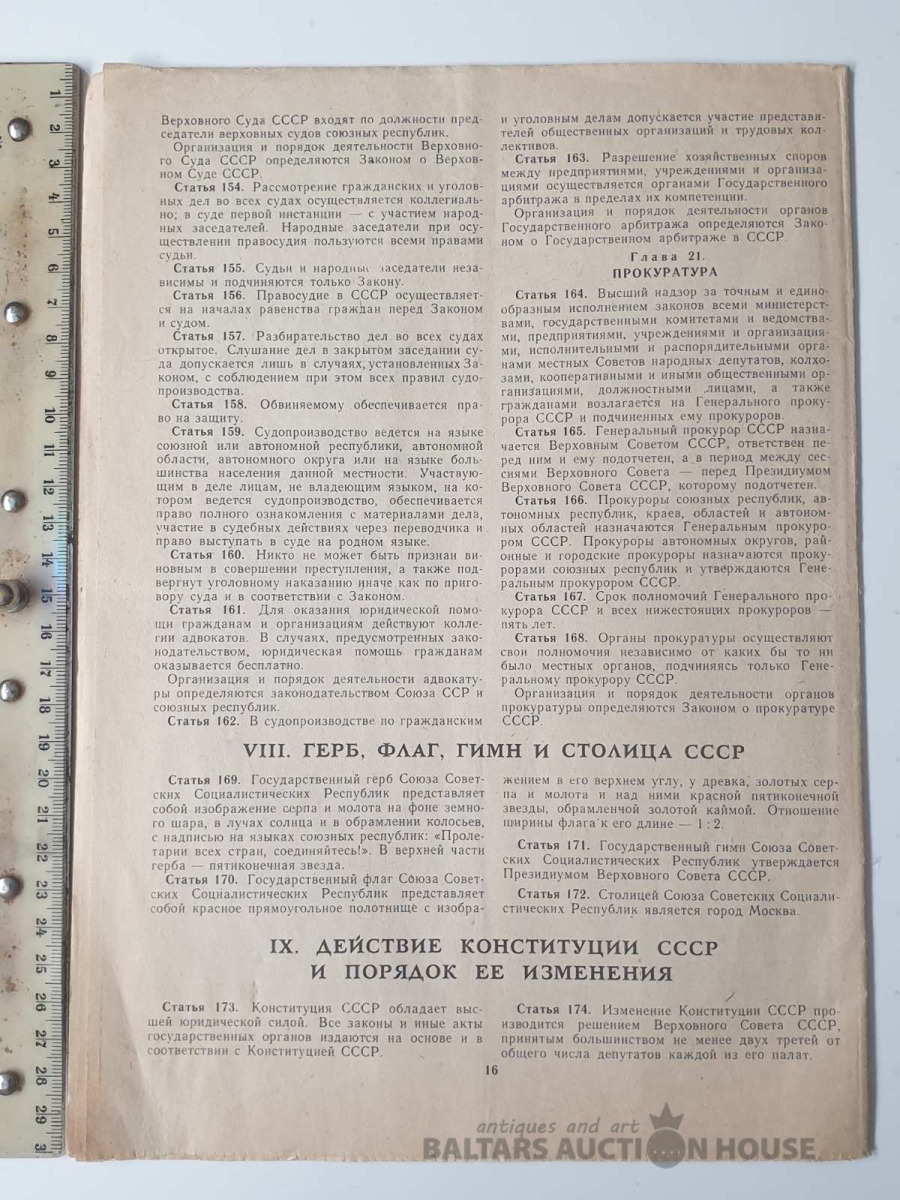 Верховного Суда СССР входят по должности пред-
седатели верховных судов союзных республик.
Организация и порядок деятельности Верховно-
го Суда СССР определяются Законом о Верхов-
ном Суде СССР.
Статья 154. Рассмотрение гражданских и уголов-
ных дел во всех судах осуществляется коллегиаль-
но; в суде первой инстанции — с участием народ-
ных заседателей. Народные заседатели при осу-
ществлении правосудия пользуются всеми правами
судьи.
Статья 155. Судьи и народные заседатели неза-
висимы и подчиняются только Закону.
Статья 156. Правосудие в СССР осуществляет-
ся на началах равенства граждан перед Законом
и судом.
Статья 157. Разбирательство дел во всех судах
открытое. Слушание дел в закрытом заседании су-
да допускается лишь в случаях, установленных За-
коном, с соблюдением при этом всех правил судо-
производства.
Статья 158. Обвиняемому обеспечивается пра-
во на защиту.
Статья 159. Судопроизводство ведется на языке
союзной или автономной республики, автономной
области, автономного округа или на языке боль-
шинства населения данной местности. Участвую-
щим в деле лицам, не владеющим языком, на ко-
тором ведется судопроизводство, обеспечивается
право полного ознакомления с материалами дела,
участие в судебных действиях через переводчика и
право выступать в суде на родном языке.
Статья 160. Никто не может быть признан ви-
новным в совершении преступления, а также под-
вергнут уголовному наказанию иначе как по приго-
вору суда и в соответствии с Законом.
Статья 161. Для оказания юридической помо-
щи гражданам и организациям действуют колле-
гии адвокатов. В случаях, предусмотренных зако-
нодательством, юридическая помощь гражданам
оказывается бесплатно.
Организация и порядок деятельности адвокату-
ры определяются законодательством Союза ССР и
союзных республик.
Статья 162. В судопроизводстве по гражданским
и уголовным делам допускается участие представи-
телей общественных организаций и трудовых кол-
лективов.
Статья 163. Разрешение хозяйственных споров
между предприятиями, учреждениями и организа-
циями осуществляется органами Государственного
арбитража в пределах их компетенции.
Организация и порядок деятельности органов
Государственного арбитража определяются Зако-
ном о Государственном арбитраже в СССР.
Глава 21.
ПРОКУРАТУРА
Статья 164. Высший надзор за точным и едино-
образным исполнением законов всеми министерст-
вами, государственными комитетами и ведомства-
ми, предприятиями, учреждениями и организация-
ми, исполнительными и распорядительными орга-
нами местных Советов народных депутатов, колхо-
зами, кооперативными и иными общественными ор-
ганизациями, должностными лицами, а также
гражданами возлагается на Генерального проку-
рора СССР и подчиненных ему прокуроров.
Статья 165. Генеральный прокурор СССР назна-
чается Верховным Советом СССР, ответствен пе-
ред ним и ему подотчетен, а в период между сес-
сиями Верховного Совета — перед Президиумом
Верховного Совета СССР, которому подотчетен.
Статья 166. Прокуроры союзных республик, ав-
тономных республик, краев, областей и автоном-
ных областей назначаются Генеральным прокуро-
ром СССР. Прокуроры автономных округов, рай-
онные и городские прокуроры назначаются проку-
рорами союзных республик и утверждаются Гене-
ральным прокурором СССР.
Статья 167. Срок полномочий Генерального про-
курора СССР и всех нижестоящих прокуроров —
пять лет.
Статья 168. Органы прокуратуры осуществляют
свои полномочия независимо от каких бы то ни
было местных органов, подчиняясь только Гене-
ральному прокурору СССР.
Организация и порядок деятельности органов
прокуратуры определяются Законом о прокуратуре
СССР.
VIII. ГЕРБ, ФЛАГ, ГИМН И СТОЛИЦА СССР
Статья 169. Государственный герб Союза Совет-
ских Социалистических Республик представляет
собой изображение серпа и молота на фоне земно-
го шара, в лучах солнца и в обрамлении колосьев,
с надписью на языках союзных республик: «Проле-
тарии всех стран, соединяйтесь!». В верхней части
герба — пятиконечная звезда.
Статья 170. Государственный флаг Союза Совет-
ских Социалистических Республик представляет
собой красное прямоугольное полотнище с изобра-
жением в его верхнем углу, у древка, золотых сер-
па и молота и над ними красной пятиконечной
звезды, обрамленной золотой каймой. Отношение
ширины флага к его длине — 1 : 2.
Статья 171. Государственный гимн Союза Совет-
ских Социалистических Республик утверждается
Президиумом Верховного Совета СССР.
Статья 172. Столицей Союза Советских Социали-
стических Республик является город Москва.
IX. ДЕЙСТВИЕ КОНСТИТУЦИИ СССР
И ПОРЯДОК ЕЕ ИЗМЕНЕНИЯ
Статья 173. Конституция СССР обладает выс-
шей юридической силой. Все законы и иные акты
государственных органов издаются на основе и в
соответствии с Конституцией СССР.
Статья 174. Изменение Конституции СССР про-
изводится решением Верховного Совета СССР,
принятым большинством не менее двух третей от
общего числа депутатов каждой из его палат.
16
1
2
3
4
5
6
7
8
9
10
11
12
13
14
15
16
17
18
19
20
21
22
23
24
25
26
27
28
29
3
antiques and art
BALTARS AUCTION HOUSE